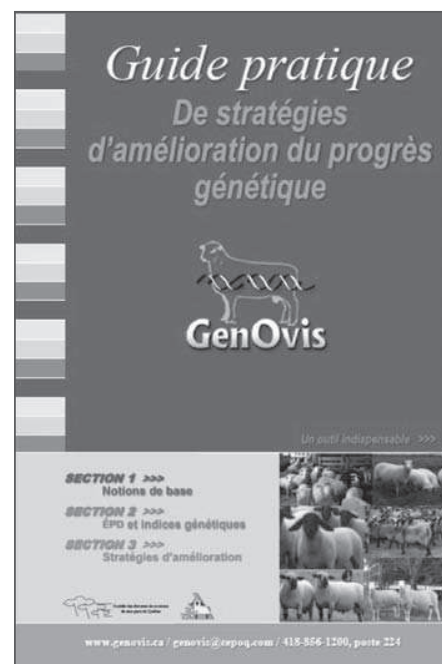 Guide pratique
De stratégies
d'amélioration du progrès
génétique
GenOvis
Un outil indispensable >>>
SECTION 1 >>>
Notions de base
SECTION 2 >>>
ÉPD et indices génétiques
SECTION 3 >>>
Stratégies d'amélioration
www.genovis.ca / genovis@cepoq.com / 418-856-1200, poste 224